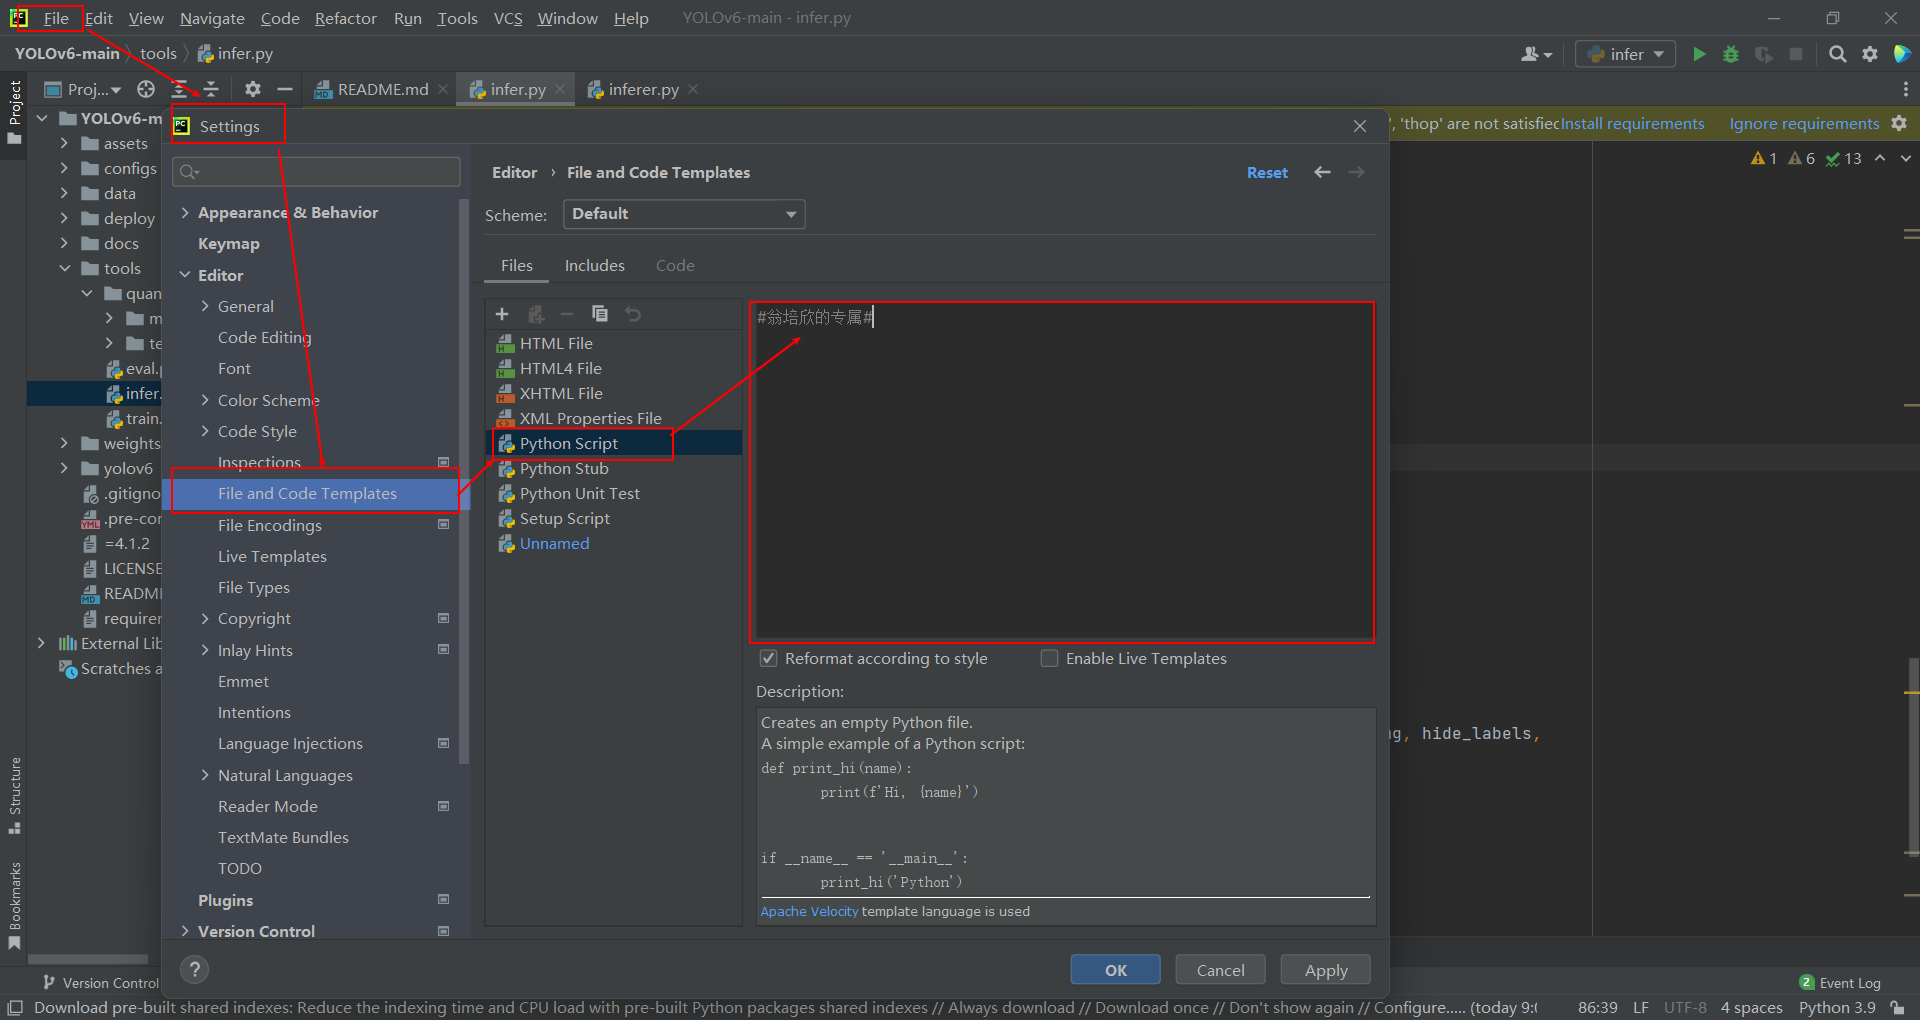 File Edit View Navigate Code Refactor Run Tools VCS Window Help YOLOv6-main - infer.py
YOLOv6-main tools infer.py
infer
Project
Proj...
README.md infer.py inferer.py
', 'thop' are not satisfied Install requirements Ignore requirements
1 6 13
YOLOv6-m
assets
configs
data
deploy
docs
tools
quan
m
te
eval.
infer.
train.
weights
yolov6
.gitigno
.pre-cor
=4.1.2
LICENSE
README
requirer
External Lib
Scratches a
Structure
Bookmarks
Settings
Appearance & Behavior
Keymap
Editor
General
Code Editing
Font
Color Scheme
Code Style
Inspections
File and Code Templates
File Encodings
Live Templates
File Types
Copyright
Inlay Hints
Emmet
Intentions
Language Injections
Natural Languages
Reader Mode
TextMate Bundles
TODO
Plugins
Version Control
Editor › File and Code Templates
Reset
Scheme: Default
Files Includes Code
HTML File
HTML4 File
XHTML File
XML Properties File
Python Script
Python Stub
Python Unit Test
Setup Script
Unnamed
#翁培欣的专属#
Reformat according to style Enable Live Templates
Description:
Creates an empty Python file.
A simple example of a Python script:
def print_hi(name):
print(f'Hi, {name}')
if __name__ == '__main__':
print_hi('Python')
Apache Velocity template language is used
? OK Cancel Apply
g, hide_labels,
Version Control
2 Event Log
Download pre-built shared indexes: Reduce the indexing time and CPU load with pre-built Python packages shared indexes // Always download // Download once // Don't show again // Configure..... (today 9:0 86:39 LF UTF-8 4 spaces Python 3.9